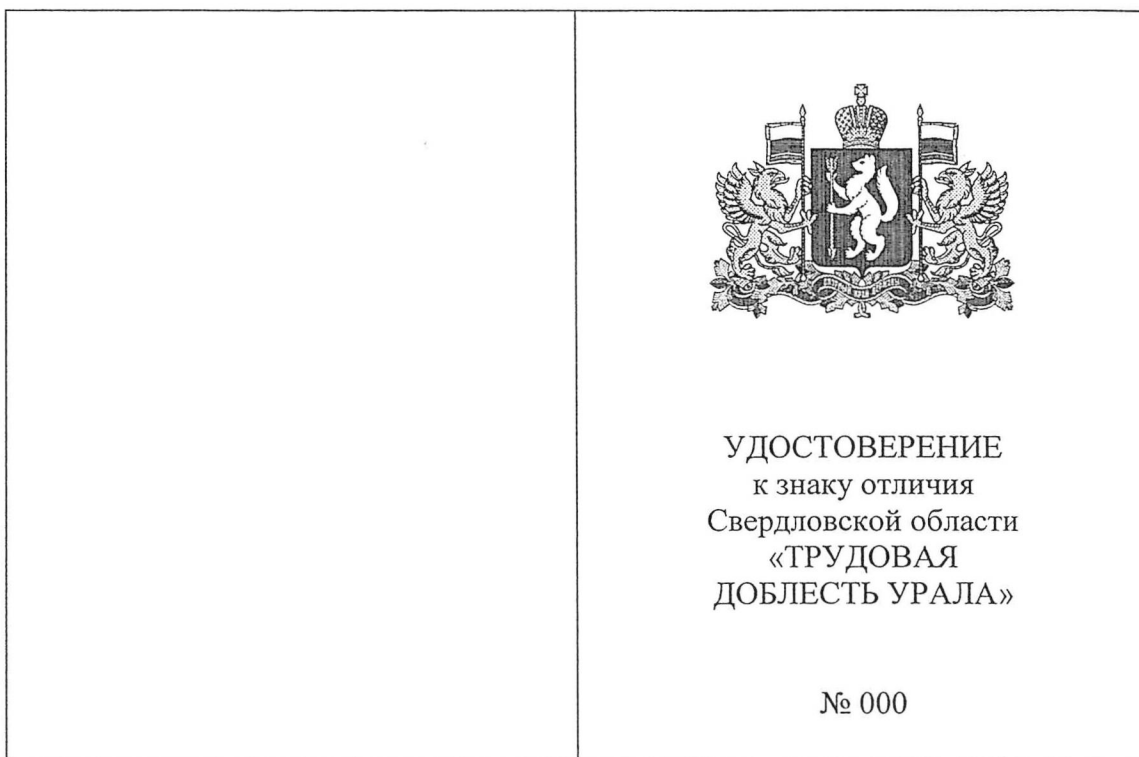 УДОСТОВЕРЕНИЕ
к знаку отличия
Свердловской области
«ТРУДОВАЯ
ДОБЛЕСТЬ УРАЛА»
№ 000